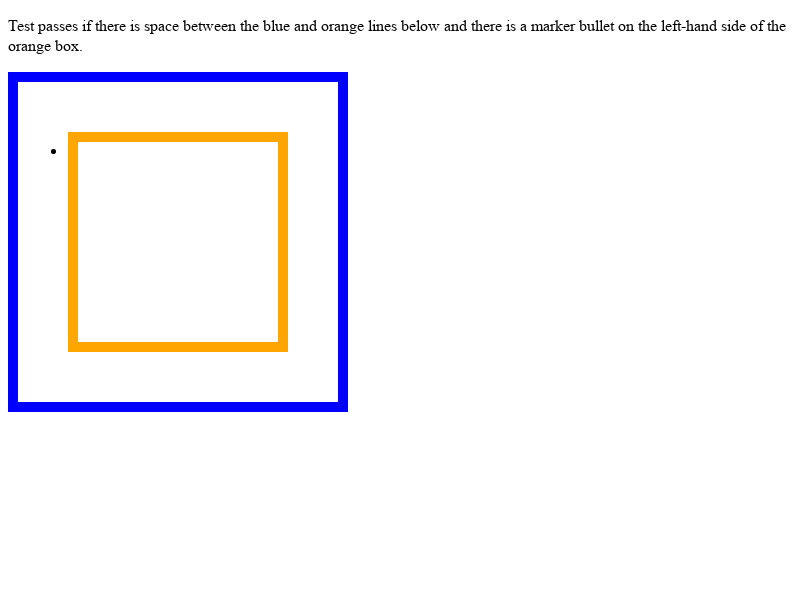 Test passes if there is space between the blue and orange lines below and there is a marker bullet on the left-hand side of the
orange box.